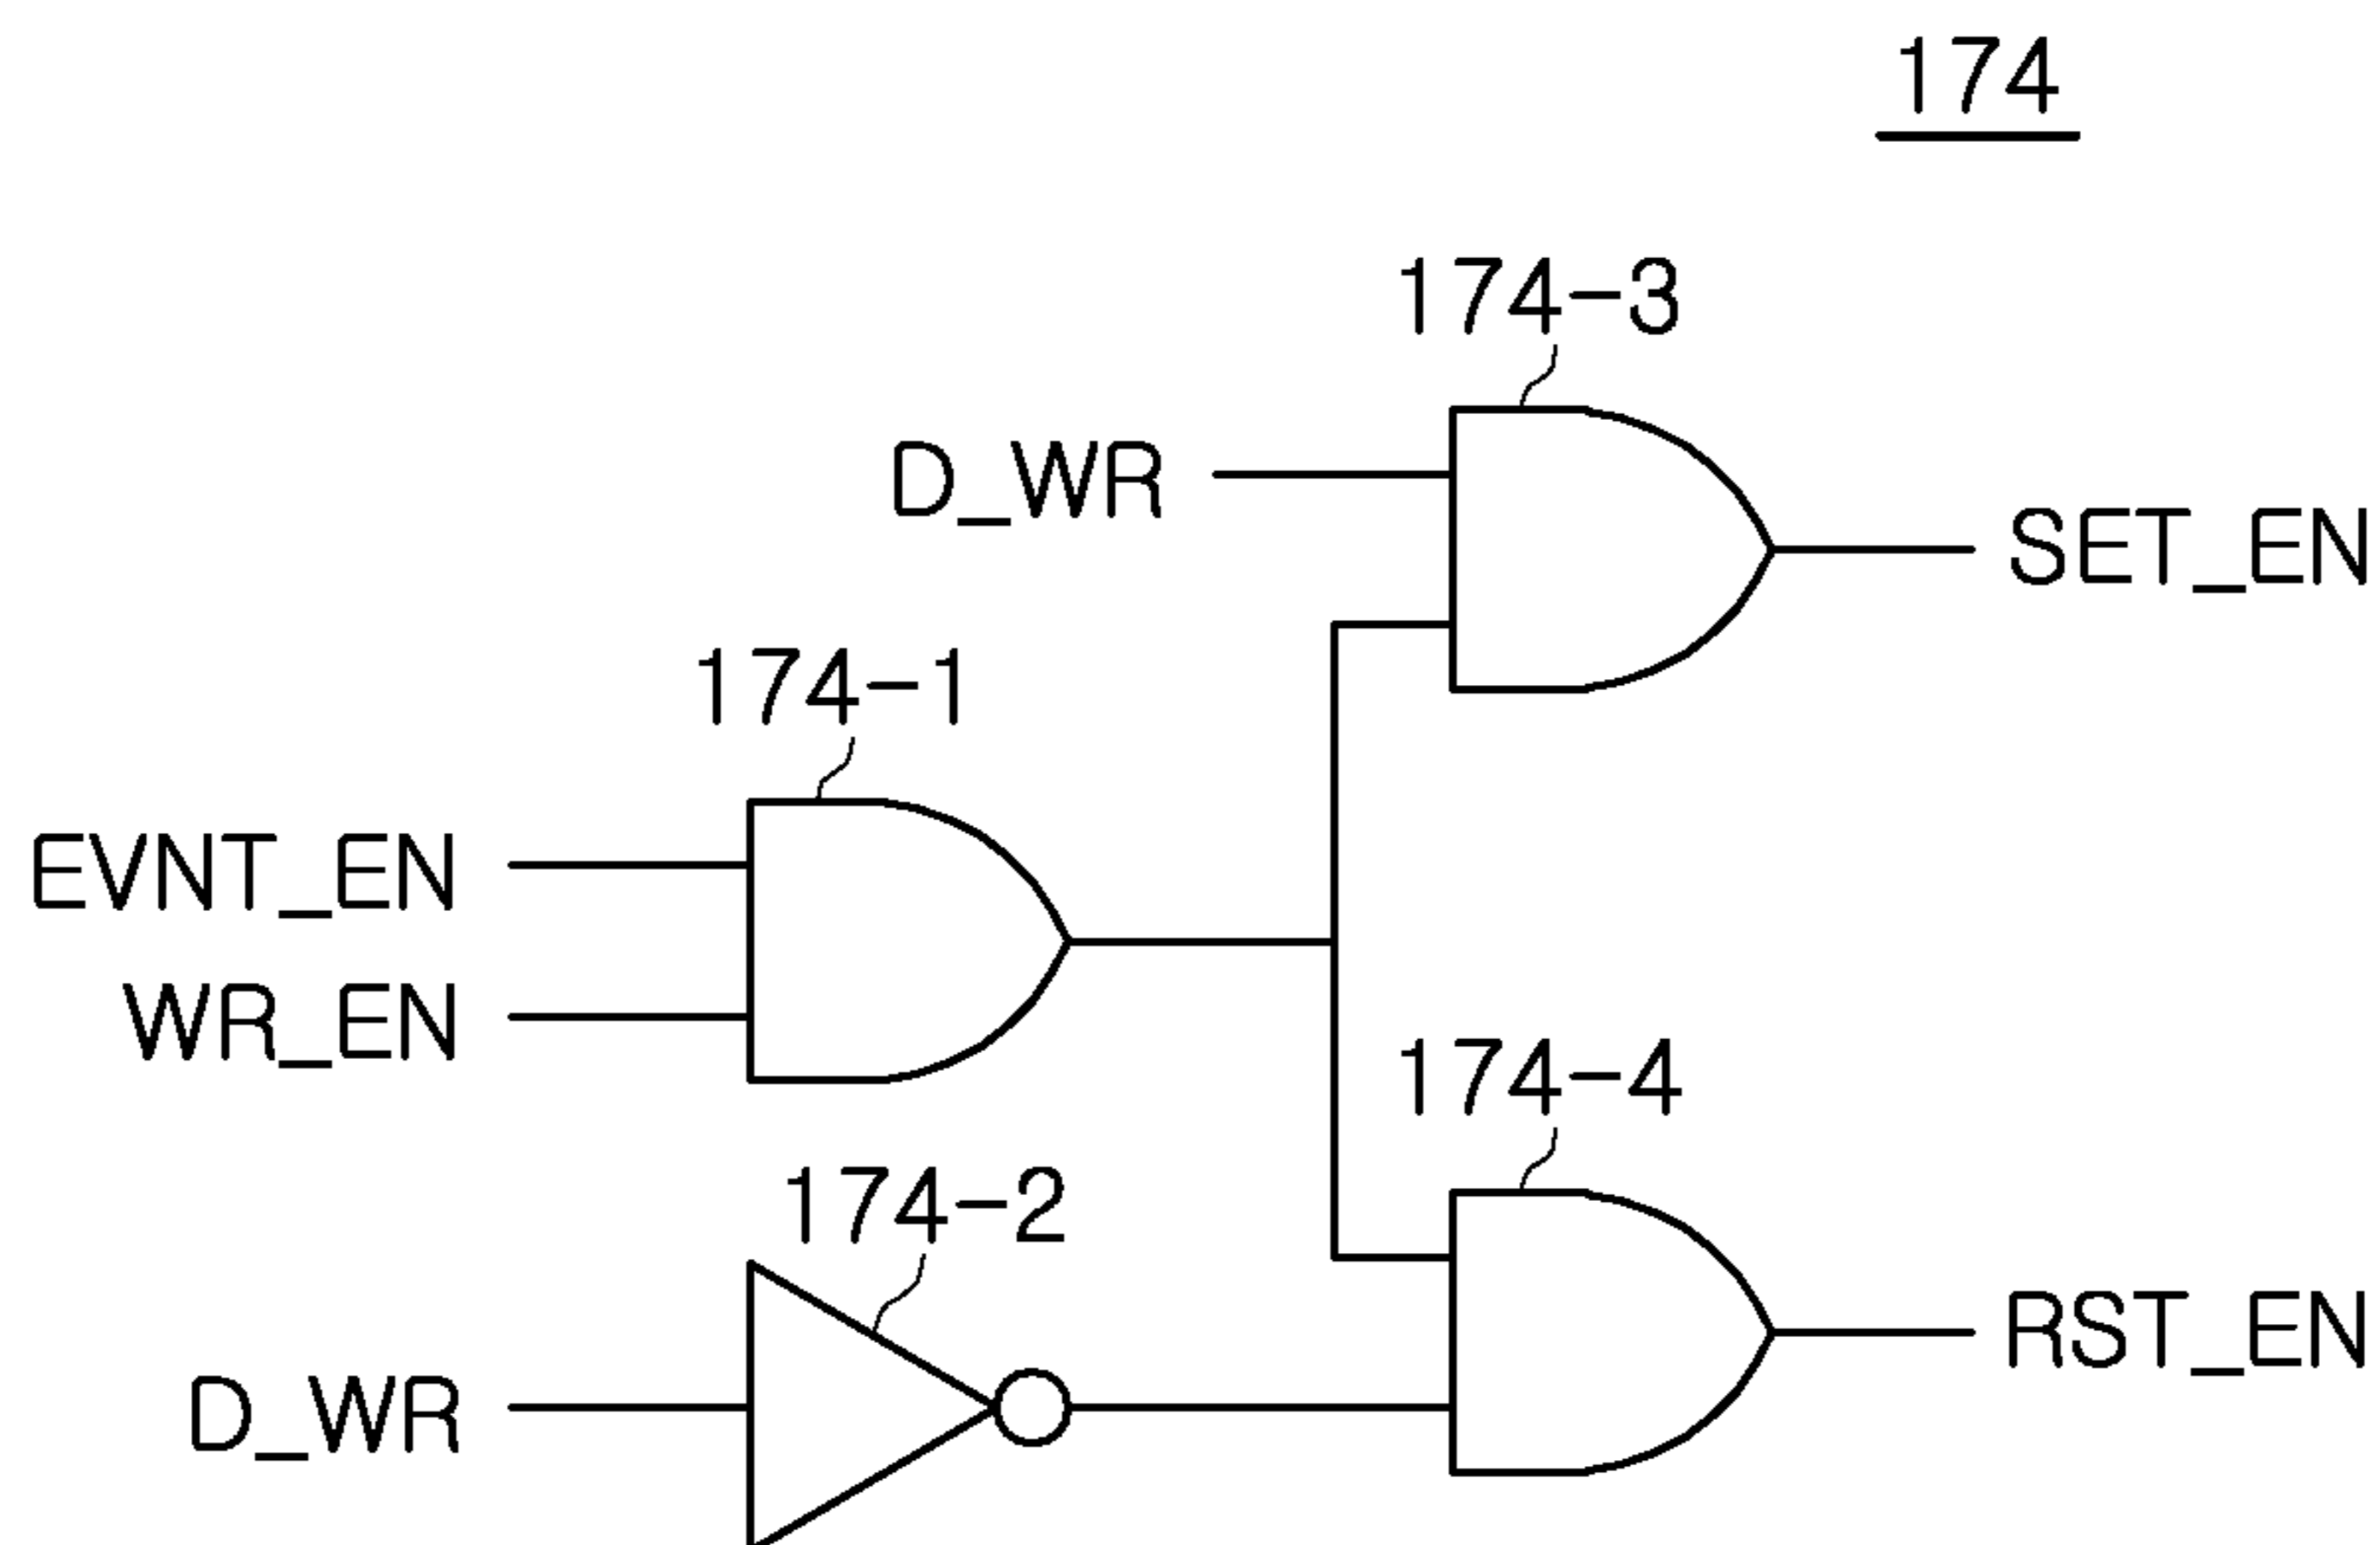 174
174-3
D_WR
SET_EN
174-1
EVNT_EN
WR_EN
174-4
174-2
RST_EN
D_WR